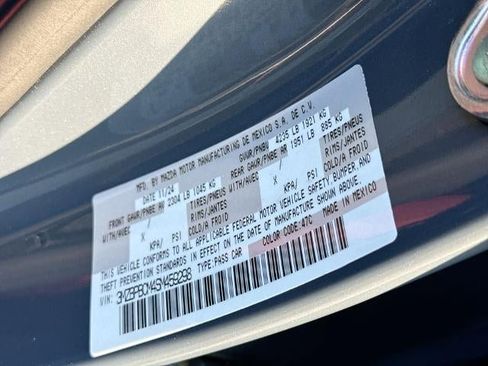 MFD. BY MAZDA MOTOR MANUFACTURING DE MEXICO S.A. DE C.V.
DATE 11/24 GVWR/PNBV 4235 LB 1921 KG
FRONT GAWR/PNBE AV 2304 LB 1045 KG REAR GAWR/PNBE AR 1951 LB 885 KG
WITH/AVEC / TIRES/PNEUS WITH/AVEC / TIRES/PNEUS
X RIMS/JANTES X RIMS/JANTES
KPA/ PSI COLD/A FROID KPA/ PSI COLD/A FROID
THIS VEHICLE CONFORMS TO ALL APPLICABLE FEDERAL MOTOR VEHICLE SAFETY, BUMPER, AND
THEFT PREVENTION STANDARDS IN EFFECT ON THE DATE OF MANUFACTURE SHOWN ABOVE.
VIN: 3MZBPBCM4SM459298 TYPE:PASS CAR COLOR CODE:47C MADE IN MEXICO